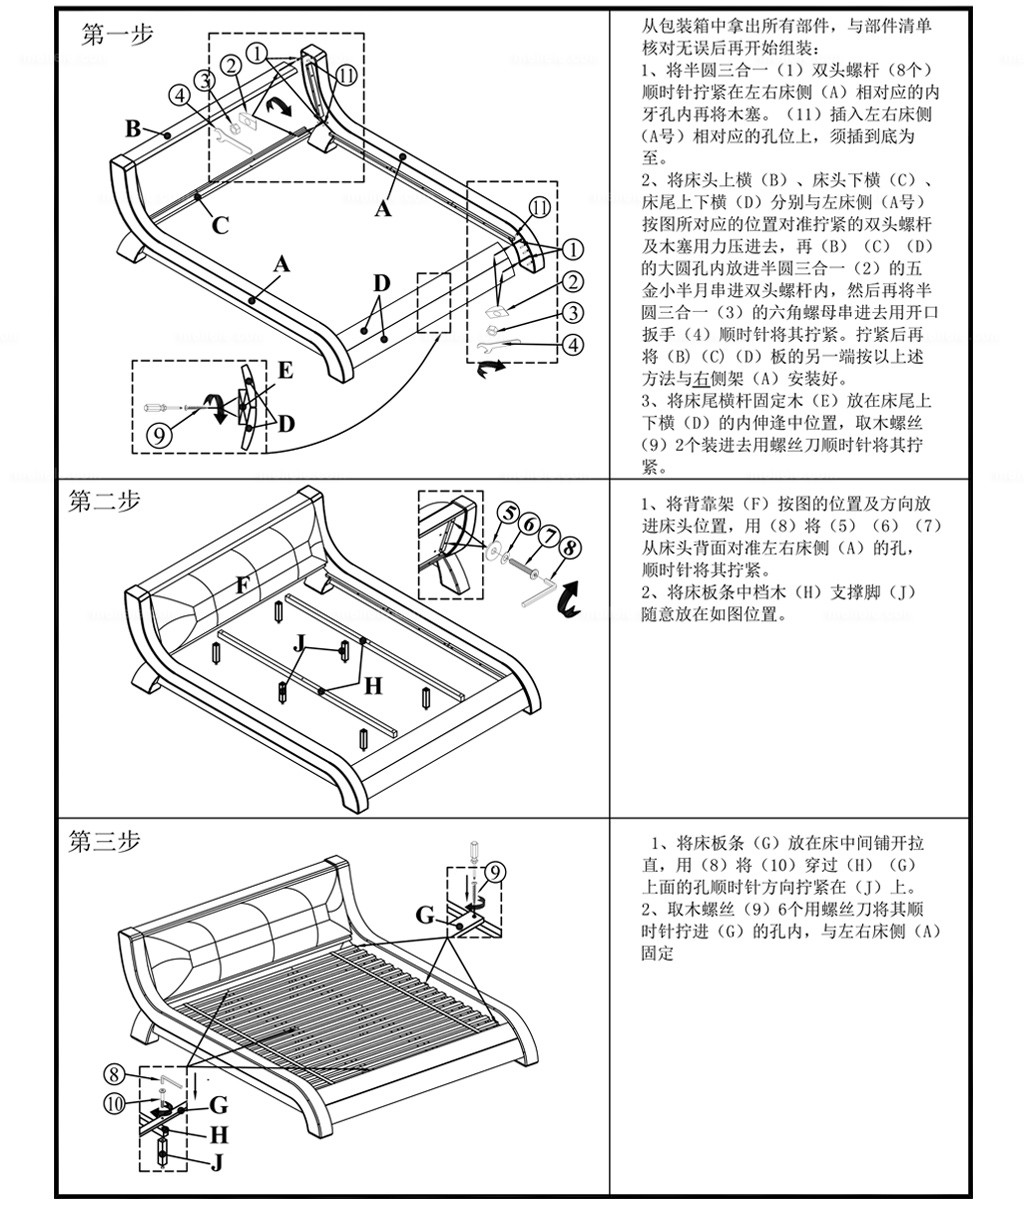 第一步
①
②
③
④
⑪
B
C
A
A
⑪
①
②
③
④
D
E
D
⑨
从包装箱中拿出所有部件，与部件清单
核对无误后再开始组装：
1、将半圆三合一（1）双头螺杆（8个）
顺时针拧紧在左右床侧（A）相对应的内
牙孔内再将木塞。（11）插入左右床侧
（A号）相对应的孔位上，须插到底为
至。
2、将床头上横（B）、床头下横（C）、
床尾上下横（D）分别与左床侧（A号）
按图所对应的位置对准拧紧的双头螺杆
及木塞用力压进去，再（B）（C）（D）
的大圆孔内放进半圆三合一（2）的五
金小半月串进双头螺杆内，然后再将半
圆三合一（3）的六角螺母串进去用开口
扳手（4）顺时针将其拧紧。拧紧后再
将（B)（C)（D）板的另一端按以上述
方法与右侧架（A）安装好。
3、将床尾横杆固定木（E）放在床尾上
下横（D）的内伸逢中位置，取木螺丝
（9）2个装进去用螺丝刀顺时针将其拧
紧。
第二步
F
J
H
⑤
⑥
⑦
⑧
1、将背靠架（F）按图的位置及方向放
进床头位置，用（8）将（5）（6）（7）
从床头背面对准左右床侧（A）的孔，
顺时针将其拧紧。
2、将床板条中档木（H）支撑脚（J）
随意放在如图位置。
第三步
⑨
G
⑧
⑩
G
H
J
1、将床板条（G）放在床中间铺开拉
直，用（8）将（10）穿过（H）（G）
上面的孔顺时针方向拧紧在（J）上。
2、取木螺丝（9）6个用螺丝刀将其顺
时针拧进（G）的孔内，与左右床侧（A）
固定